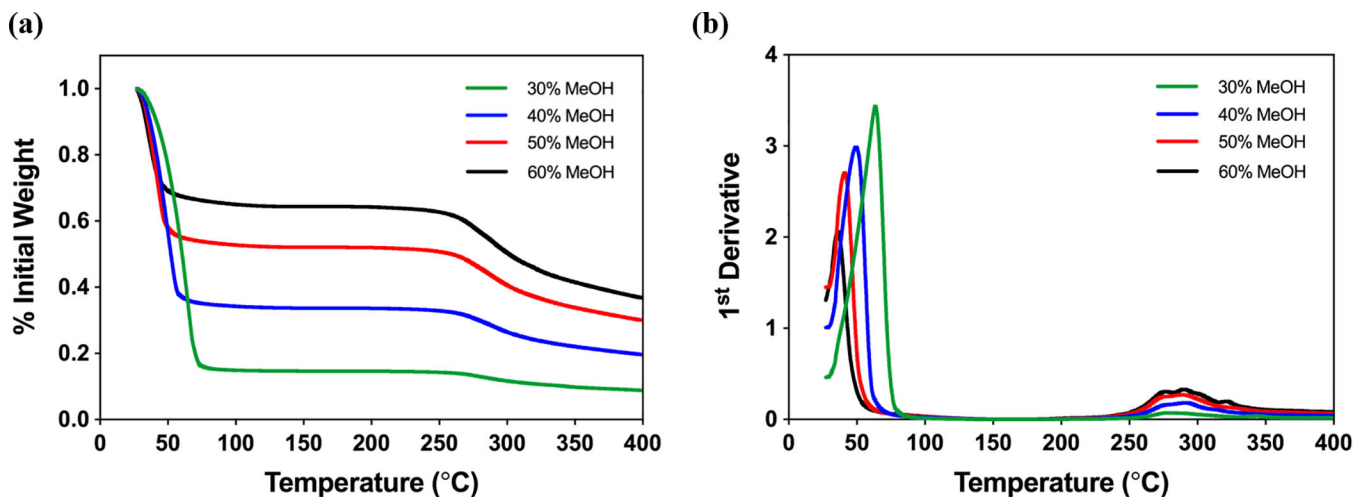 (a)
% Initial Weight
1.0
0.8
0.6
0.4
0.2
0.0
0 50 100 150 200 250 300 350 400
Temperature (°C)
30% MeOH
40% MeOH
50% MeOH
60% MeOH
(b)
1st Derivative
4
3
2
1
0
0 50 100 150 200 250 300 350 400
Temperature (°C)
30% MeOH
40% MeOH
50% MeOH
60% MeOH